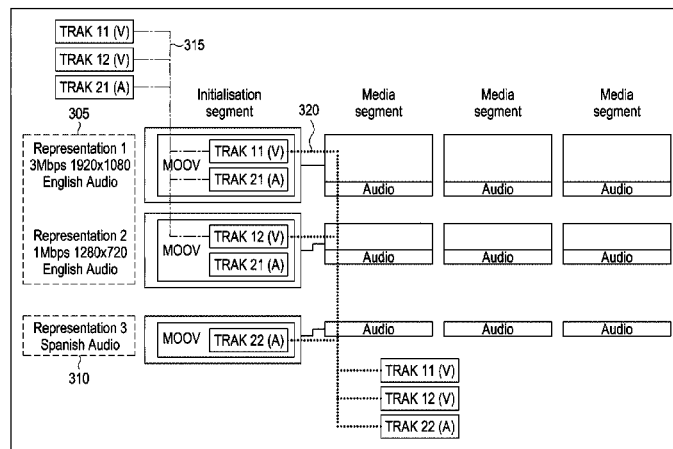 TRAK 11 (V)
TRAK 12 (V)
TRAK 21 (A)
315
305
Initialisation
segment
320
Media
segment
Media
segment
Media
segment
Representation 1
3Mbps 1920x1080
English Audio
MOOV
TRAK 11 (V)
TRAK 21 (A)
Audio
Audio
Audio
Representation 2
1Mbps 1280x720
English Audio
MOOV
TRAK 12 (V)
TRAK 21 (A)
Audio
Audio
Audio
Representation 3
Spanish Audio
MOOV
TRAK 22 (A)
Audio
Audio
Audio
310
TRAK 11 (V)
TRAK 12 (V)
TRAK 22 (A)